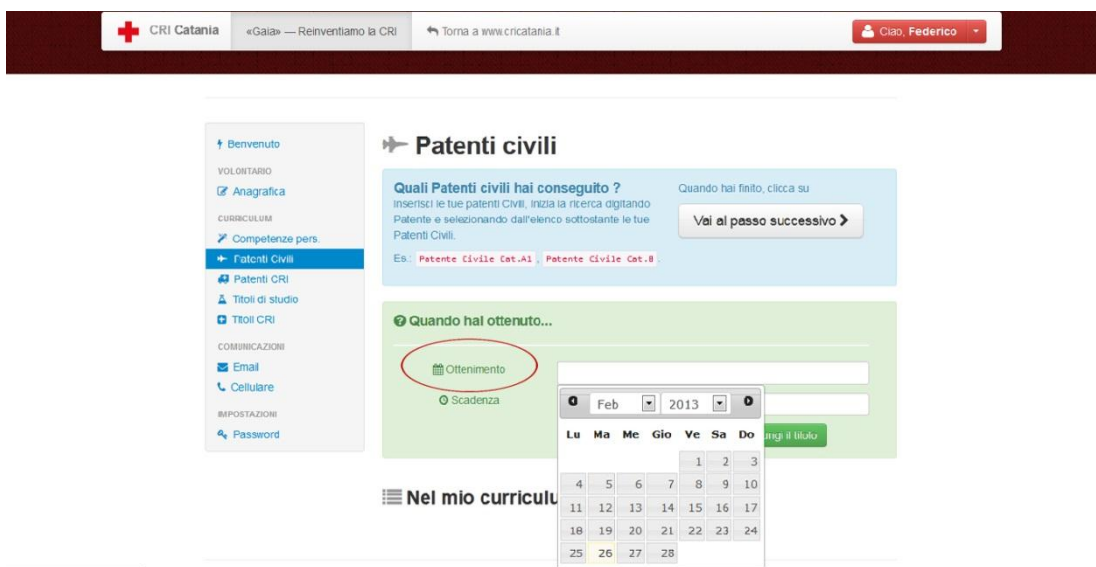 CRI Catania
«Gaia» — Reinventiamo la CRI
Torna a www.cricatania.it
Ciao, Federico
Benvenuto
VOLONTARIO
Anagrafica
CURRICULUM
Competenze pers.
Patenti Civili
Patenti CRI
Titoli di studio
Titoli CRI
COMUNICAZIONI
Email
Cellulare
IMPOSTAZIONI
Password
Patenti civili
Quali Patenti civili hai conseguito ?
Inserisci le tue patenti Civili, inizia la ricerca digitando
Patente e selezionando dall'elenco sottostante le tue
Patenti Civili.
Es.: Patente Civile Cat.A1 , Patente Civile Cat.B .
Quando hai finito, clicca su
Vai al passo successivo
Quando hai ottenuto...
Ottenimento
Scadenza
Feb 2013
Lu Ma Me Gio Ve Sa Do
1 2 3
4 5 6 7 8 9 10
11 12 13 14 15 16 17
18 19 20 21 22 23 24
25 26 27 28
ungi il titolo
Nel mio curriculu